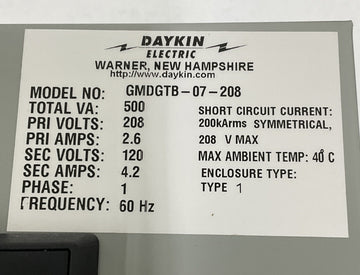 DAYKIN
ELECTRIC
WARNER, NEW HAMPSHIRE
http://www.daykin.com
MODEL NO: GMDGTB-07-208
TOTAL VA: 500
PRI VOLTS: 208
PRI AMPS: 2.6
SEC VOLTS: 120
SEC AMPS: 4.2
PHASE: 1
FREQUENCY: 60 Hz
SHORT CIRCUIT CURRENT:
200kArms SYMMETRICAL,
208 V MAX
MAX AMBIENT TEMP: 40°C
ENCLOSURE TYPE:
TYPE 1